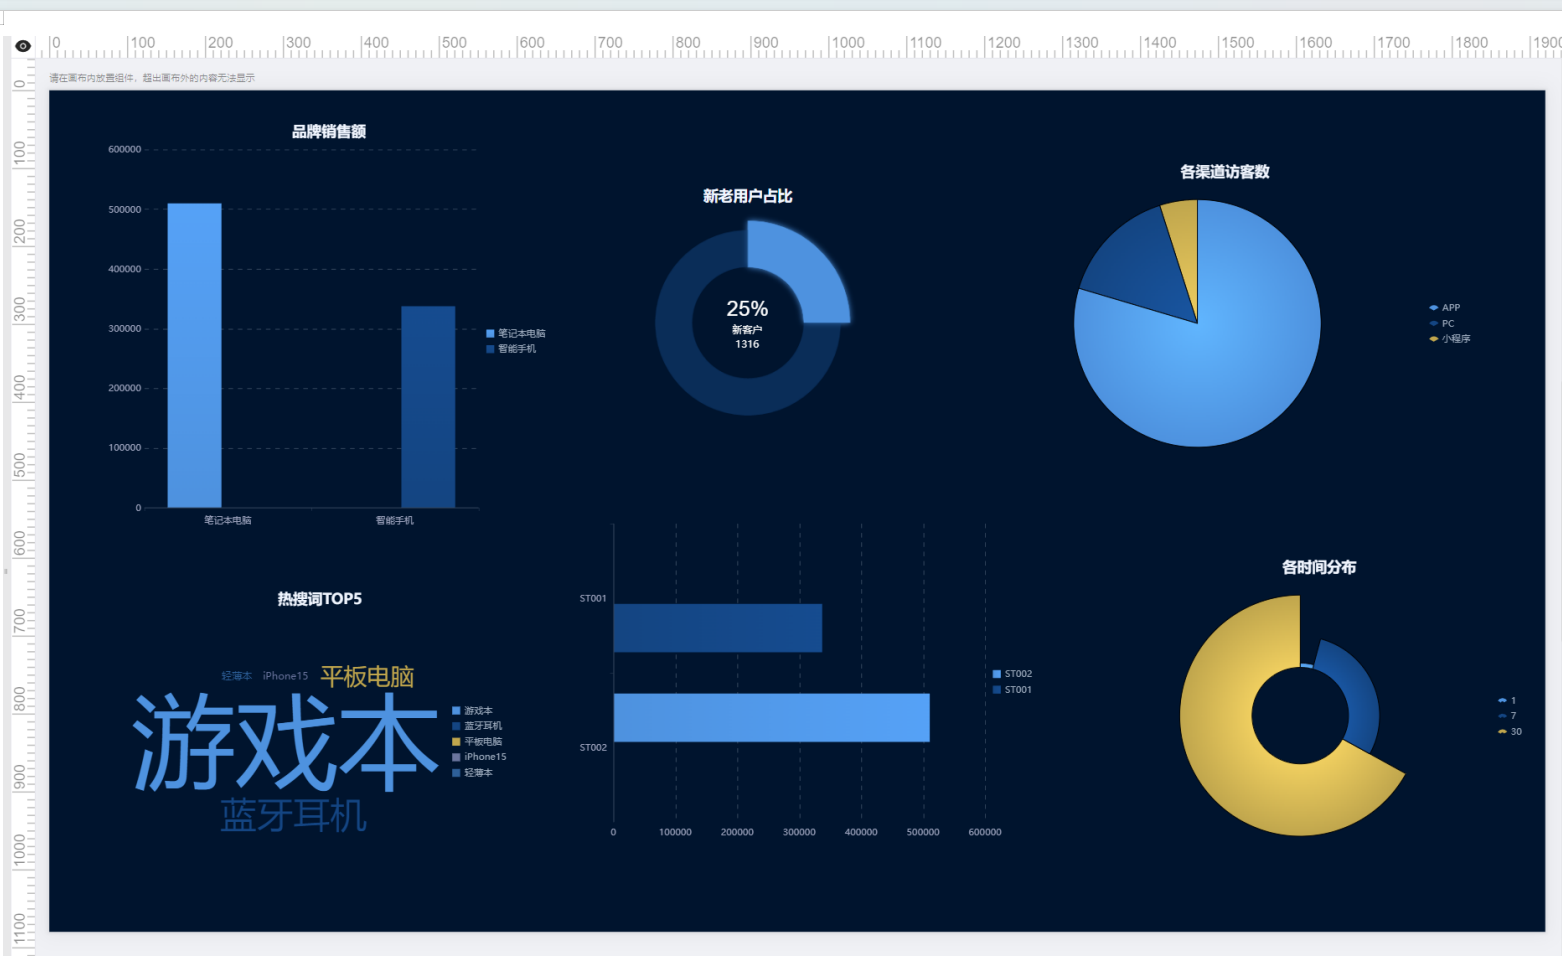 0 100 200 300 400 500 600 700 800 900 1000 1100 1200 1300 1400 1500 1600 1700 1800 1900
0
100
200
300
400
500
600
700
800
900
1000
1100
请在画布内放置组件，超出画布外的内容无法显示
品牌销售额
600000
500000
400000
300000
200000
100000
0
笔记本电脑 智能手机
笔记本电脑
智能手机
新老用户占比
25%
新客户
1316
各渠道访客数
APP
PC
小程序
热搜词TOP5
轻薄本 iPhone15 平板电脑
游戏本
蓝牙耳机
游戏本
蓝牙耳机
平板电脑
iPhone15
轻薄本
ST001
ST002
0 100000 200000 300000 400000 500000 600000
ST002
ST001
各时间分布
1
7
30